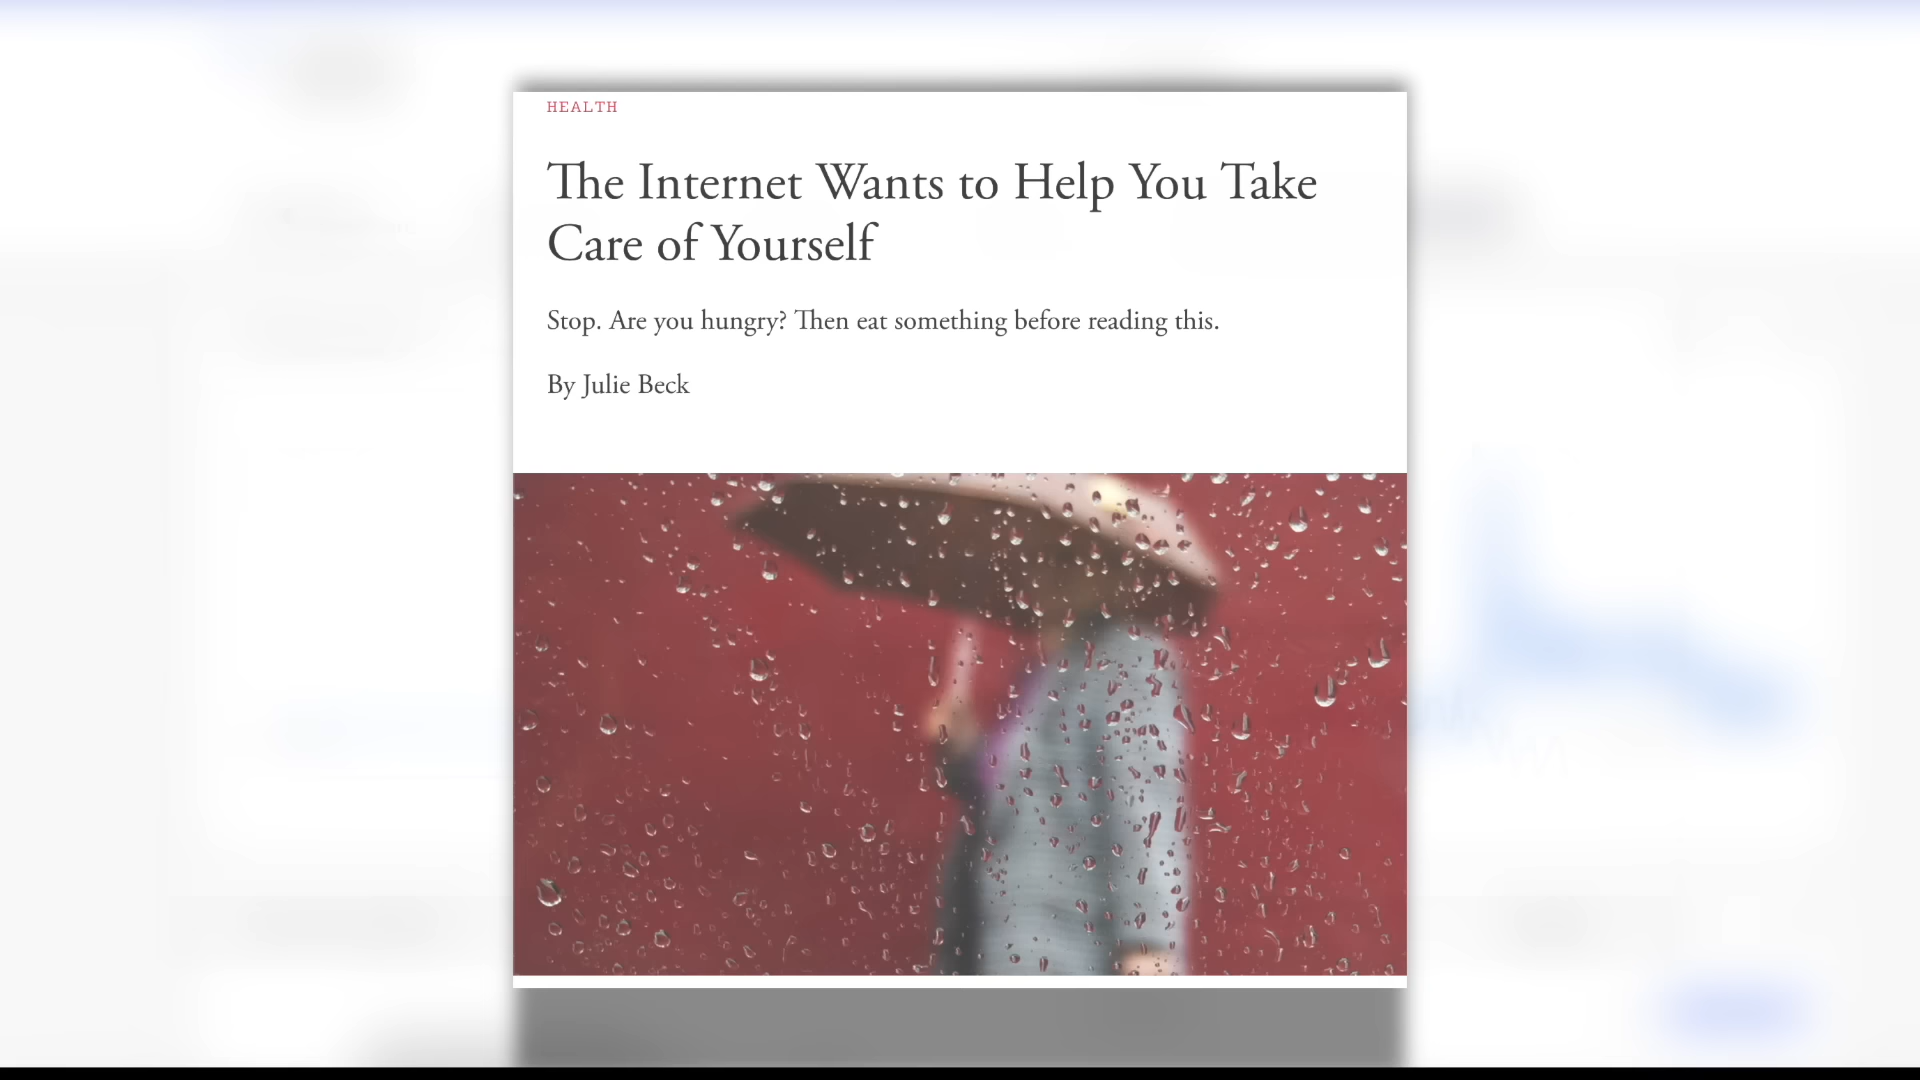 HEALTH
The Internet Wants to Help You Take
Care of Yourself
Stop. Are you hungry? Then eat something before reading this.
By Julie Beck